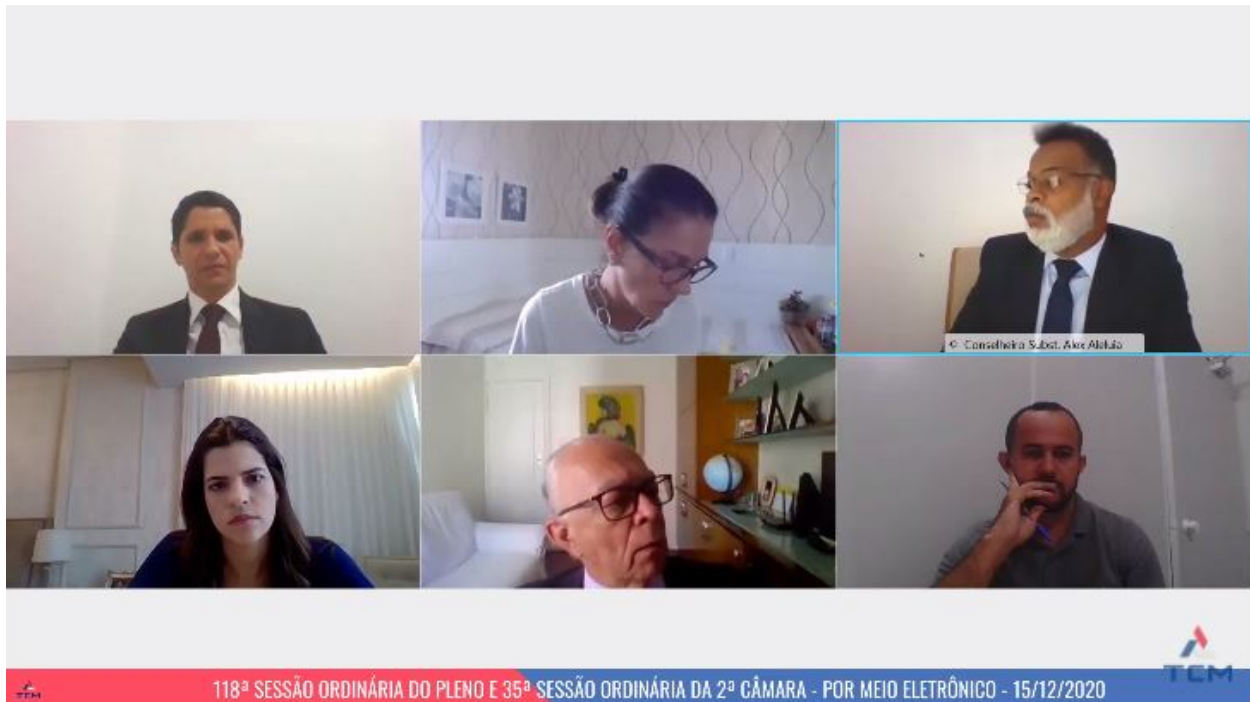 Conselheiro Subst. Alex Aleluia
TCM
TCM
118ª SESSÃO ORDINÁRIA DO PLENO E 35ª SESSÃO ORDINÁRIA DA 2ª CÂMARA - POR MEIO ELETRÔNICO - 15/12/2020